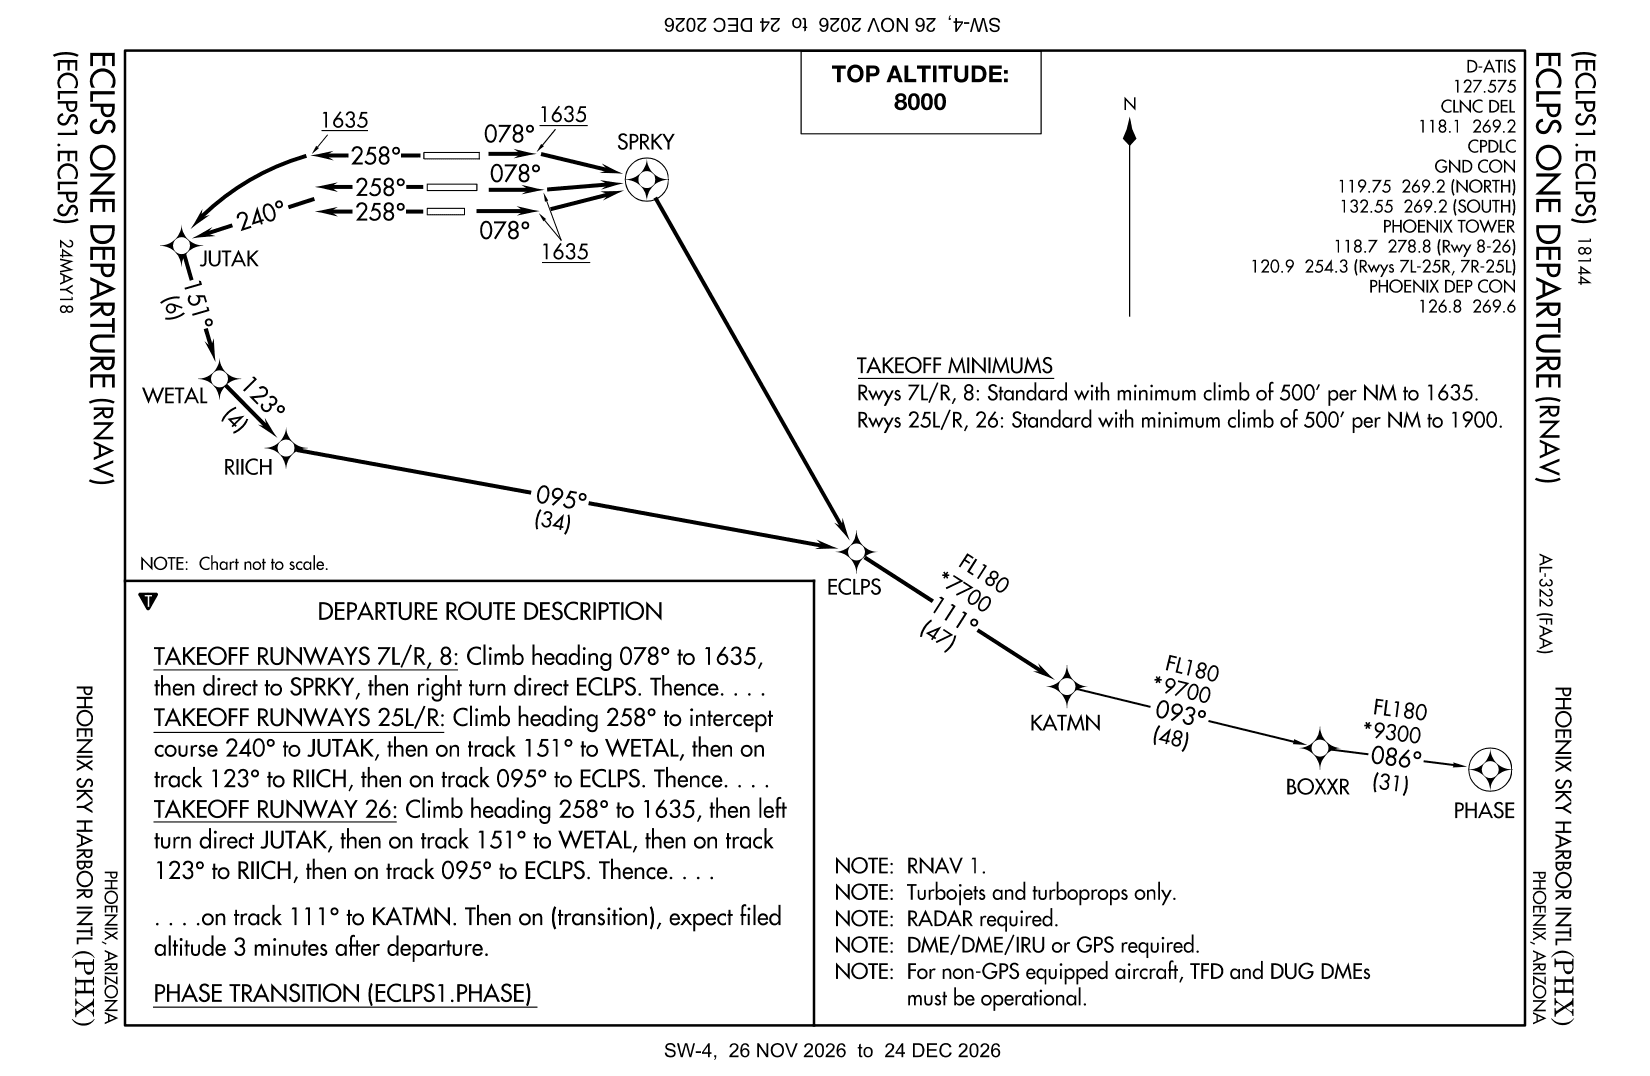 SW-4, 26 NOV 2026 to 24 DEC 2026
(ECLPS1.ECLPS) 24MAY18
ECLPS ONE DEPARTURE (RNAV)
PHOENIX SKY HARBOR INTL (PHX)
PHOENIX, ARIZONA
TOP ALTITUDE:
8000
D-ATIS
127.575
CLNC DEL
118.1 269.2
CPDLC
GND CON
119.75 269.2 (NORTH)
132.55 269.2 (SOUTH)
PHOENIX TOWER
118.7 278.8 (Rwy 8-26)
120.9 254.3 (Rwys 7L-25R, 7R-25L)
PHOENIX DEP CON
126.8 269.6
N
1635
1635
258°
078°
258°
078°
258°
078°
1635
SPRKY
240°
JUTAK
151°
(6)
WETAL
123°
(4)
RIICH
095°
(34)
ECLPS
FL180
*7700
111°
(47)
KATMN
FL180
*9700
093°
(48)
BOXXR
FL180
*9300
086°
(31)
PHASE
TAKEOFF MINIMUMS
Rwys 7L/R, 8: Standard with minimum climb of 500′ per NM to 1635.
Rwys 25L/R, 26: Standard with minimum climb of 500′ per NM to 1900.
NOTE: Chart not to scale.
T
DEPARTURE ROUTE DESCRIPTION
TAKEOFF RUNWAYS 7L/R, 8: Climb heading 078° to 1635,
then direct to SPRKY, then right turn direct ECLPS. Thence. . . .
TAKEOFF RUNWAYS 25L/R: Climb heading 258° to intercept
course 240° to JUTAK, then on track 151° to WETAL, then on
track 123° to RIICH, then on track 095° to ECLPS. Thence. . . .
TAKEOFF RUNWAY 26: Climb heading 258° to 1635, then left
turn direct JUTAK, then on track 151° to WETAL, then on track
123° to RIICH, then on track 095° to ECLPS. Thence. . . .
. . . .on track 111° to KATMN. Then on (transition), expect filed
altitude 3 minutes after departure.
PHASE TRANSITION (ECLPS1.PHASE)
NOTE: RNAV 1.
NOTE: Turbojets and turboprops only.
NOTE: RADAR required.
NOTE: DME/DME/IRU or GPS required.
NOTE: For non-GPS equipped aircraft, TFD and DUG DMEs
must be operational.
(ECLPS1.ECLPS) 18144
ECLPS ONE DEPARTURE (RNAV)
AL-322 (FAA)
PHOENIX SKY HARBOR INTL (PHX)
PHOENIX, ARIZONA
SW-4, 26 NOV 2026 to 24 DEC 2026